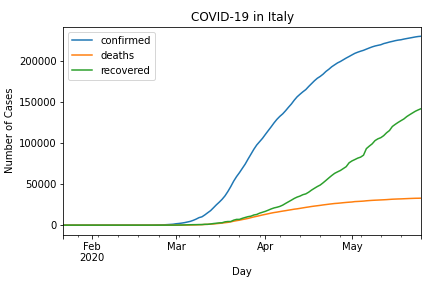 COVID-19 in Italy
confirmed
deaths
recovered
Number of Cases
200000
150000
100000
50000
0
Feb
2020
Mar
Apr
May
Day